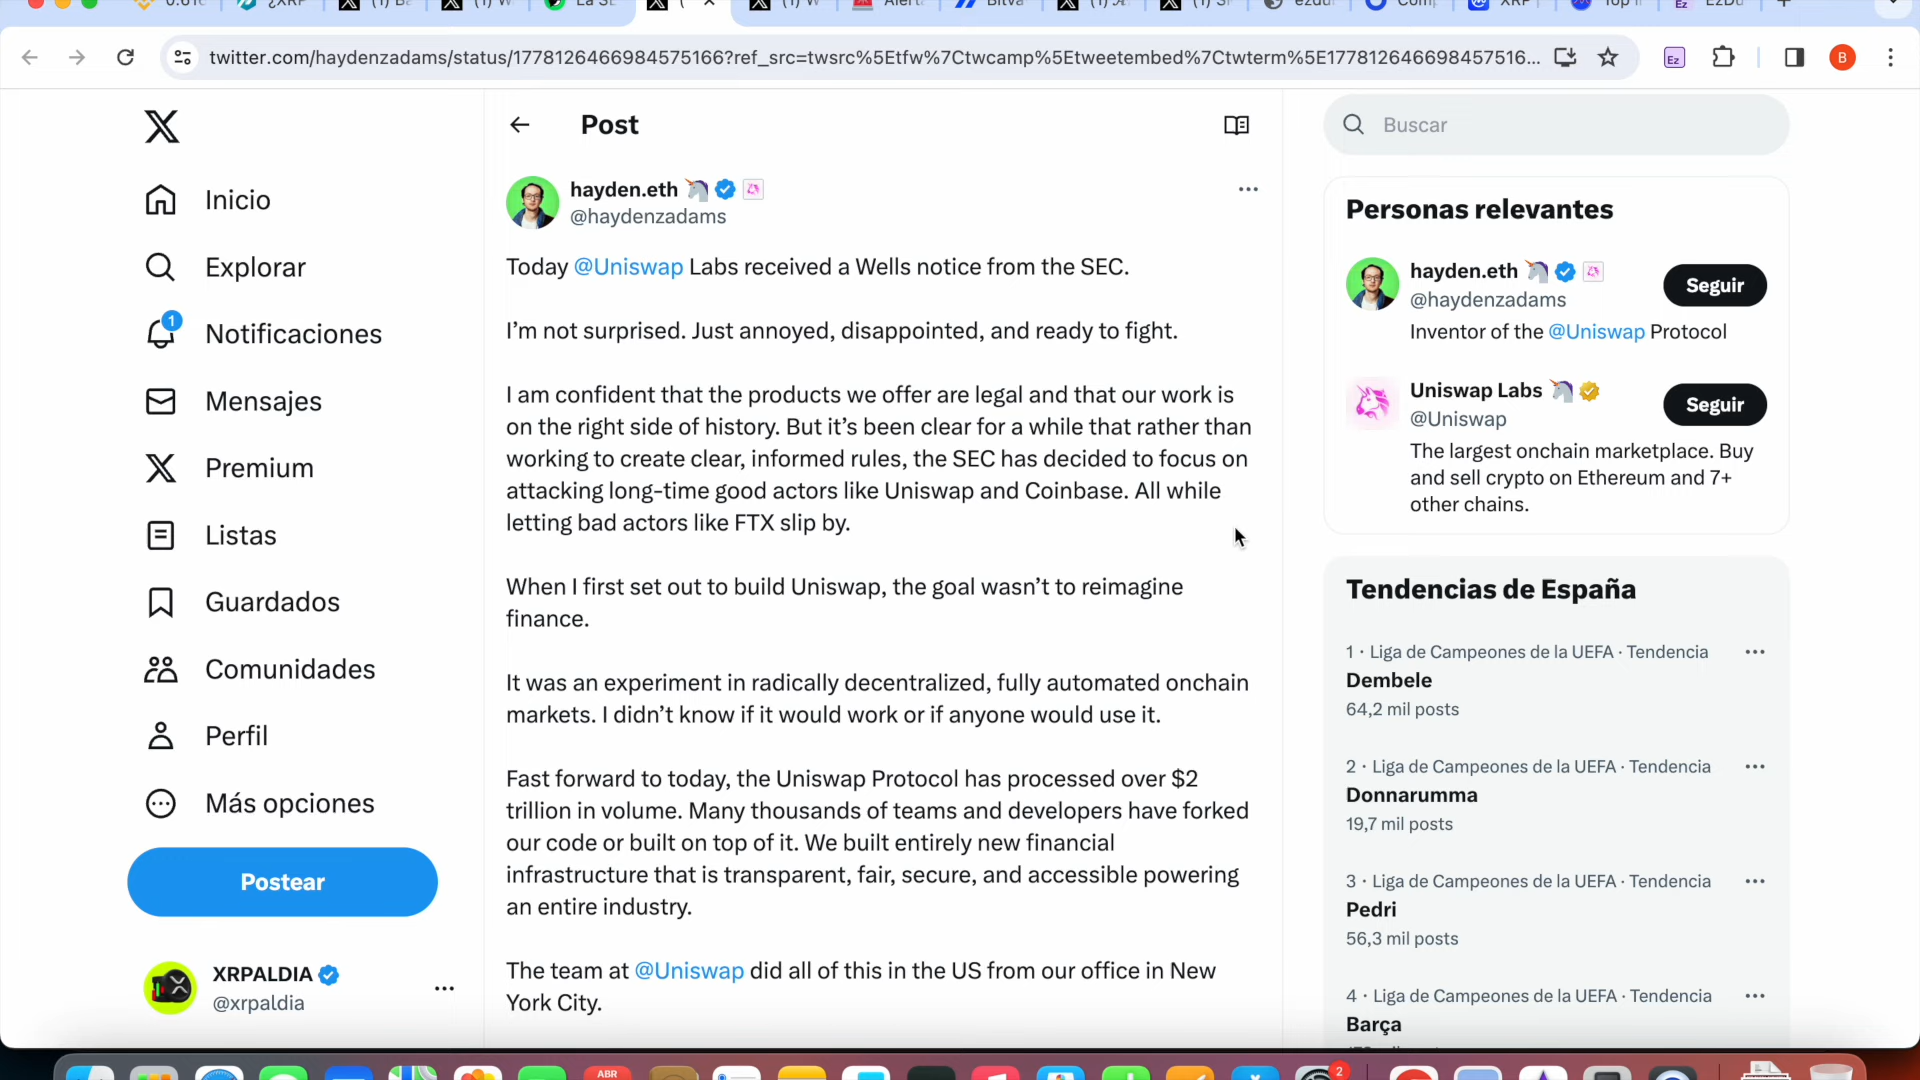 twitter.com/haydenzadams/status/1778126466984575166?ref_src=twsrc%5Etfw%7Ctwcamp%5Etweetembed%7Ctwterm%5E177812646698457516...
Ez
B
Inicio
Explorar
1
Notificaciones
Mensajes
Premium
Listas
Guardados
Comunidades
Perfil
Más opciones
Postear
XRPALDIA
@xrpaldia
Post
hayden.eth
@haydenzadams
Today @Uniswap Labs received a Wells notice from the SEC.
I’m not surprised. Just annoyed, disappointed, and ready to fight.
I am confident that the products we offer are legal and that our work is
on the right side of history. But it’s been clear for a while that rather than
working to create clear, informed rules, the SEC has decided to focus on
attacking long-time good actors like Uniswap and Coinbase. All while
letting bad actors like FTX slip by.
When I first set out to build Uniswap, the goal wasn’t to reimagine
finance.
It was an experiment in radically decentralized, fully automated onchain
markets. I didn’t know if it would work or if anyone would use it.
Fast forward to today, the Uniswap Protocol has processed over $2
trillion in volume. Many thousands of teams and developers have forked
our code or built on top of it. We built entirely new financial
infrastructure that is transparent, fair, secure, and accessible powering
an entire industry.
The team at @Uniswap did all of this in the US from our office in New
York City.
Buscar
Personas relevantes
hayden.eth
@haydenzadams
Seguir
Inventor of the @Uniswap Protocol
Uniswap Labs
@Uniswap
Seguir
The largest onchain marketplace. Buy
and sell crypto on Ethereum and 7+
other chains.
Tendencias de España
1 · Liga de Campeones de la UEFA · Tendencia
Dembele
64,2 mil posts
2 · Liga de Campeones de la UEFA · Tendencia
Donnarumma
19,7 mil posts
3 · Liga de Campeones de la UEFA · Tendencia
Pedri
56,3 mil posts
4 · Liga de Campeones de la UEFA · Tendencia
Barça
ABR
2